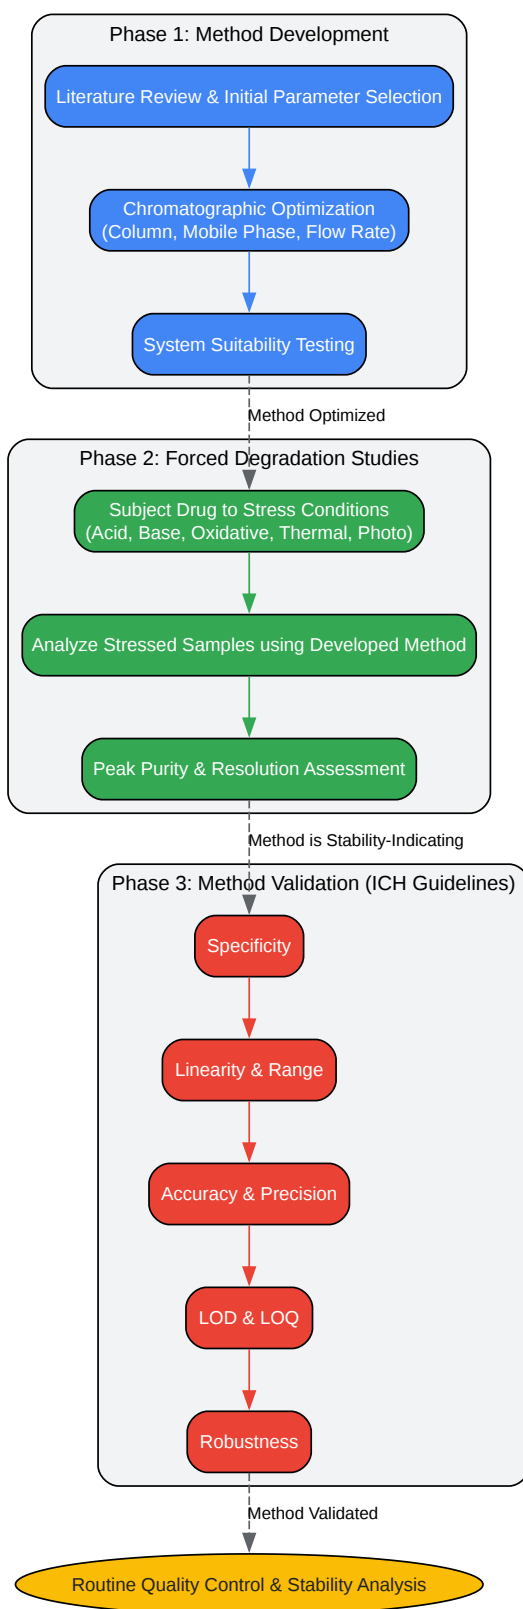 Phase 1: Method Development
Literature Review & Initial Parameter Selection
Chromatographic Optimization
(Column, Mobile Phase, Flow Rate)
System Suitability Testing
Method Optimized
Phase 2: Forced Degradation Studies
Subject Drug to Stress Conditions
(Acid, Base, Oxidative, Thermal, Photo)
Analyze Stressed Samples using Developed Method
Peak Purity & Resolution Assessment
Method is Stability-Indicating
Phase 3: Method Validation (ICH Guidelines)
Specificity
Linearity & Range
Accuracy & Precision
LOD & LOQ
Robustness
Method Validated
Routine Quality Control & Stability Analysis